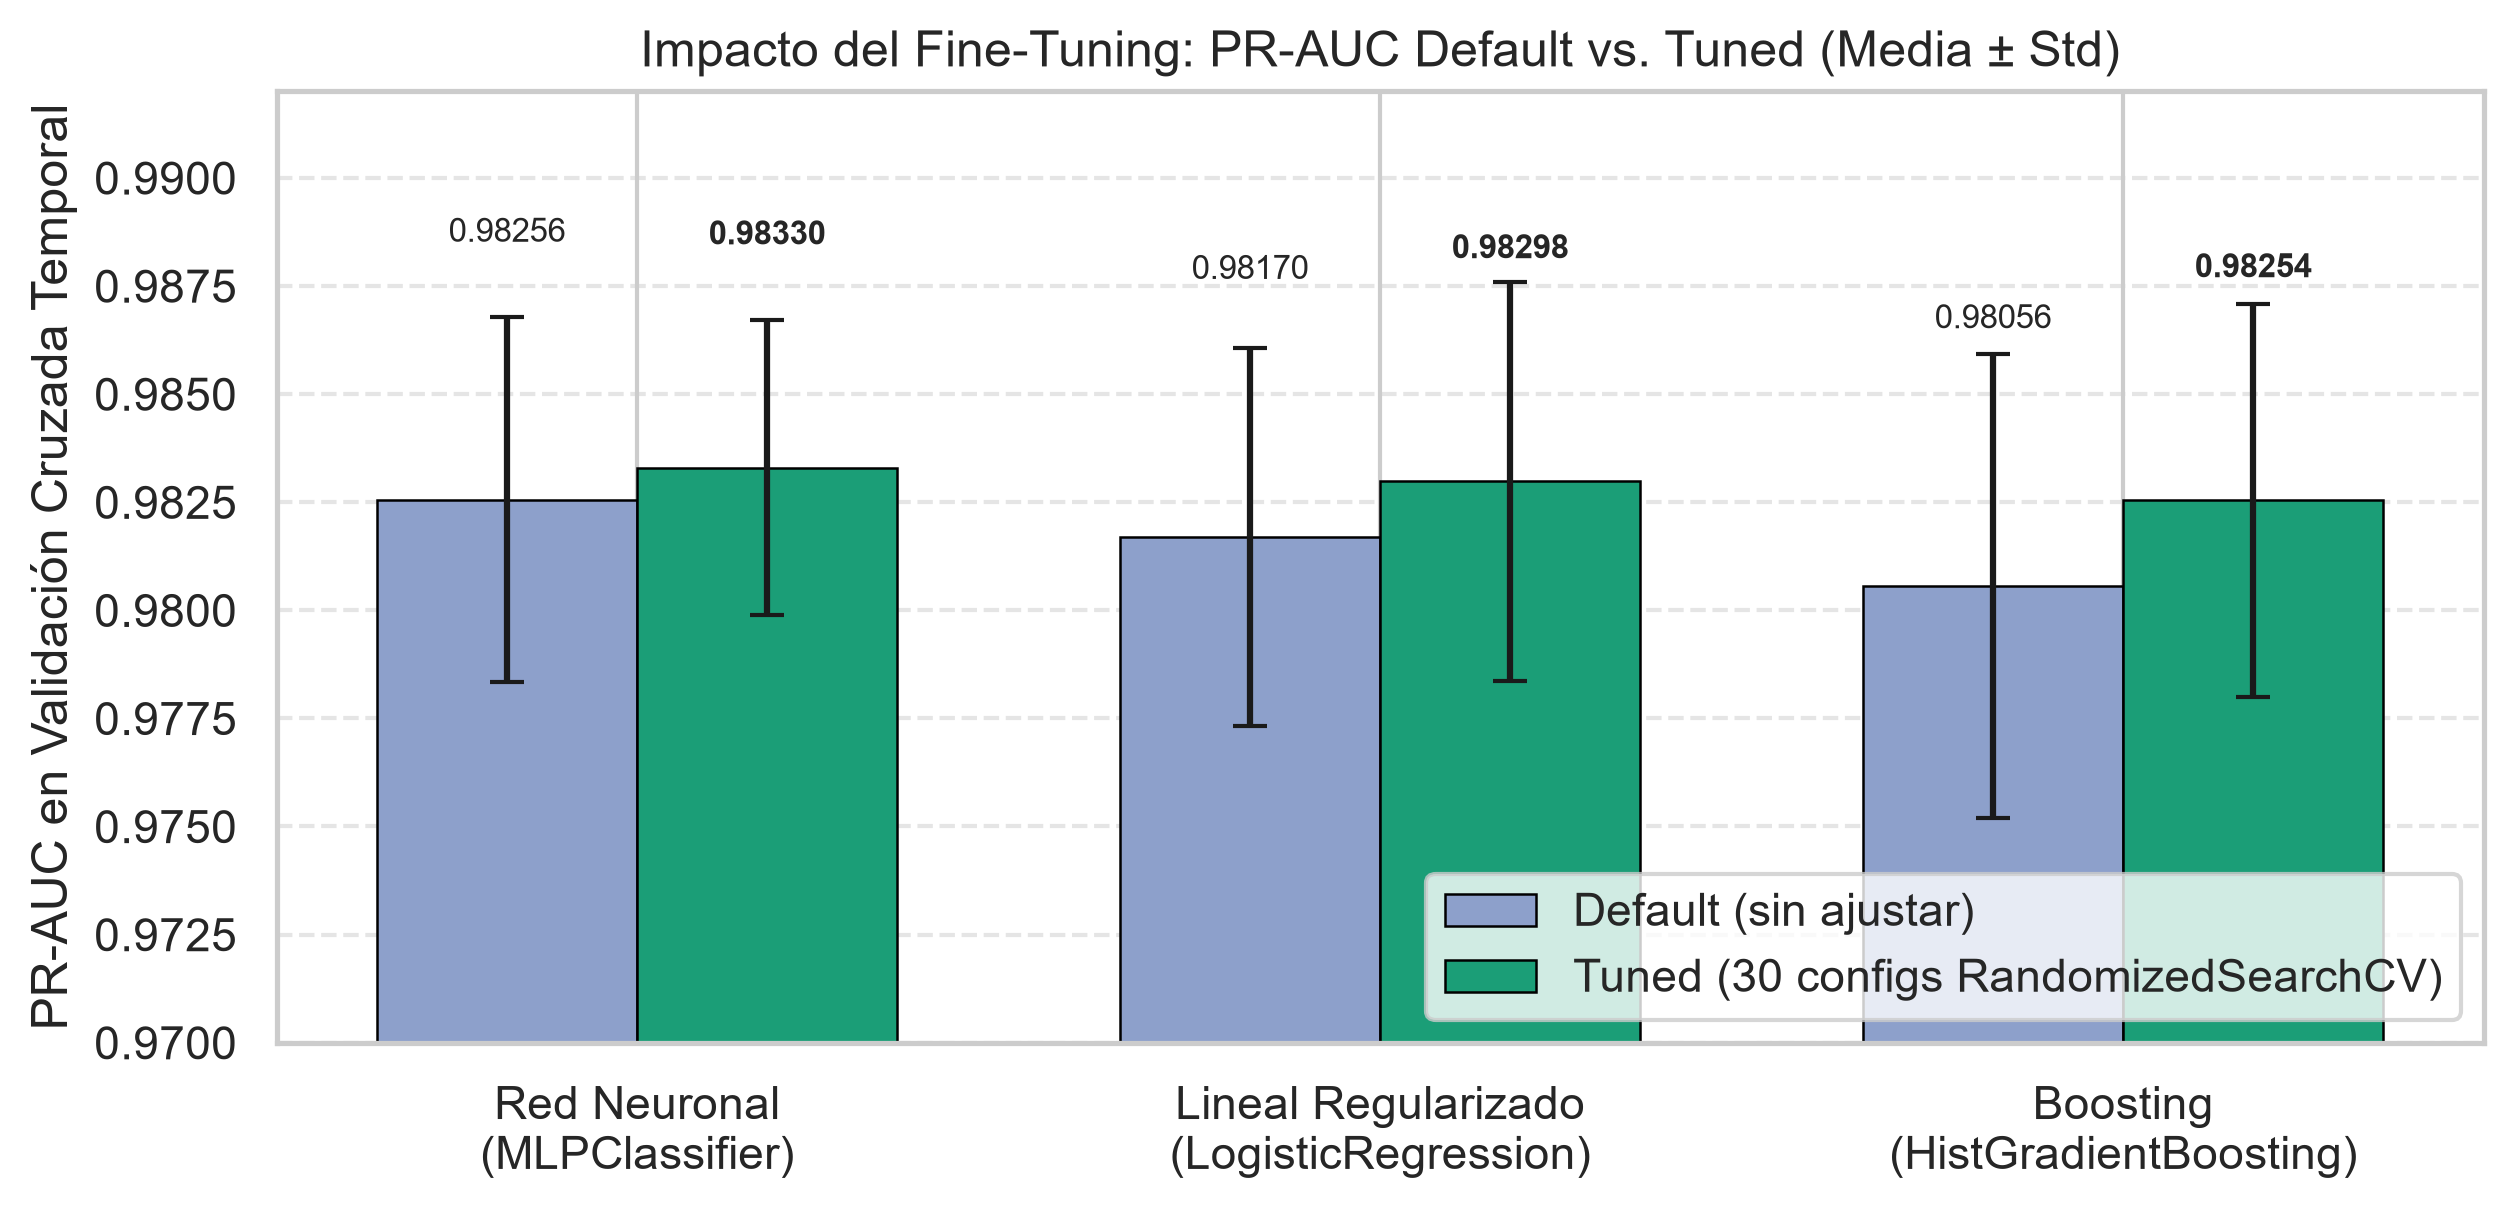 Impacto del Fine-Tuning: PR-AUC Default vs. Tuned (Media ± Std)
PR-AUC en Validación Cruzada Temporal
0.9900
0.9875
0.9850
0.9825
0.9800
0.9775
0.9750
0.9725
0.9700
0.98256
0.98330
0.98170
0.98298
0.98056
0.98254
Default (sin ajustar)
Tuned (30 configs RandomizedSearchCV)
Red Neuronal
(MLPClassifier)
Lineal Regularizado
(LogisticRegression)
Boosting
(HistGradientBoosting)